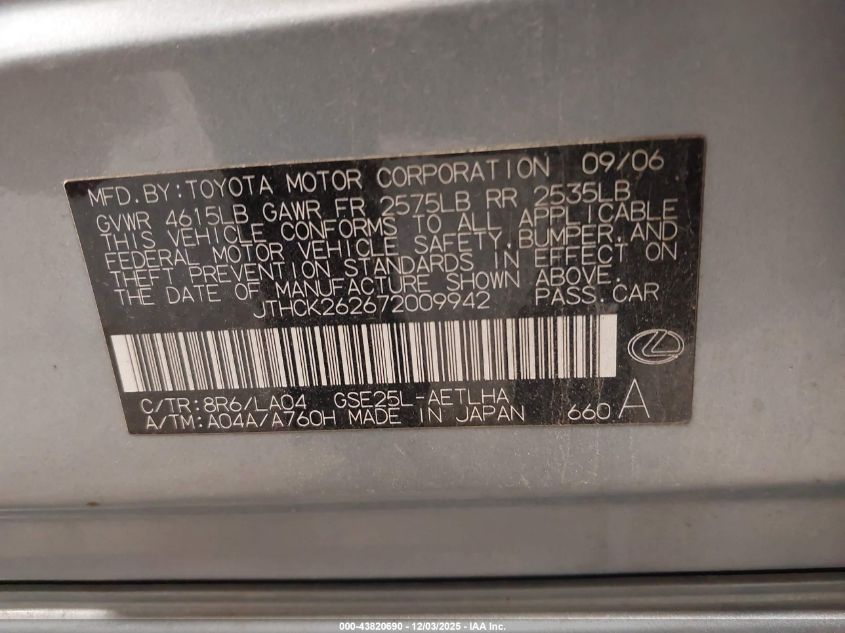 MFD.BY:TOYOTA MOTOR CORPORATION 09/06
GVWR 4615LB GAWR FR 2575LB RR 2535LB
THIS VEHICLE CONFORMS TO ALL APPLICABLE
FEDERAL MOTOR VEHICLE SAFETY,BUMPER,AND
THEFT PREVENTION STANDARDS IN EFFECT ON
THE DATE OF MANUFACTURE SHOWN ABOVE.
JTHCK262672009942 PASS.CAR
C/TR:8R6/LA04 GSE25L-AETLHA
A/TM:A04A/A760H MADE IN JAPAN 660 A
000-43820690 - 12/03/2025 - IAA Inc.